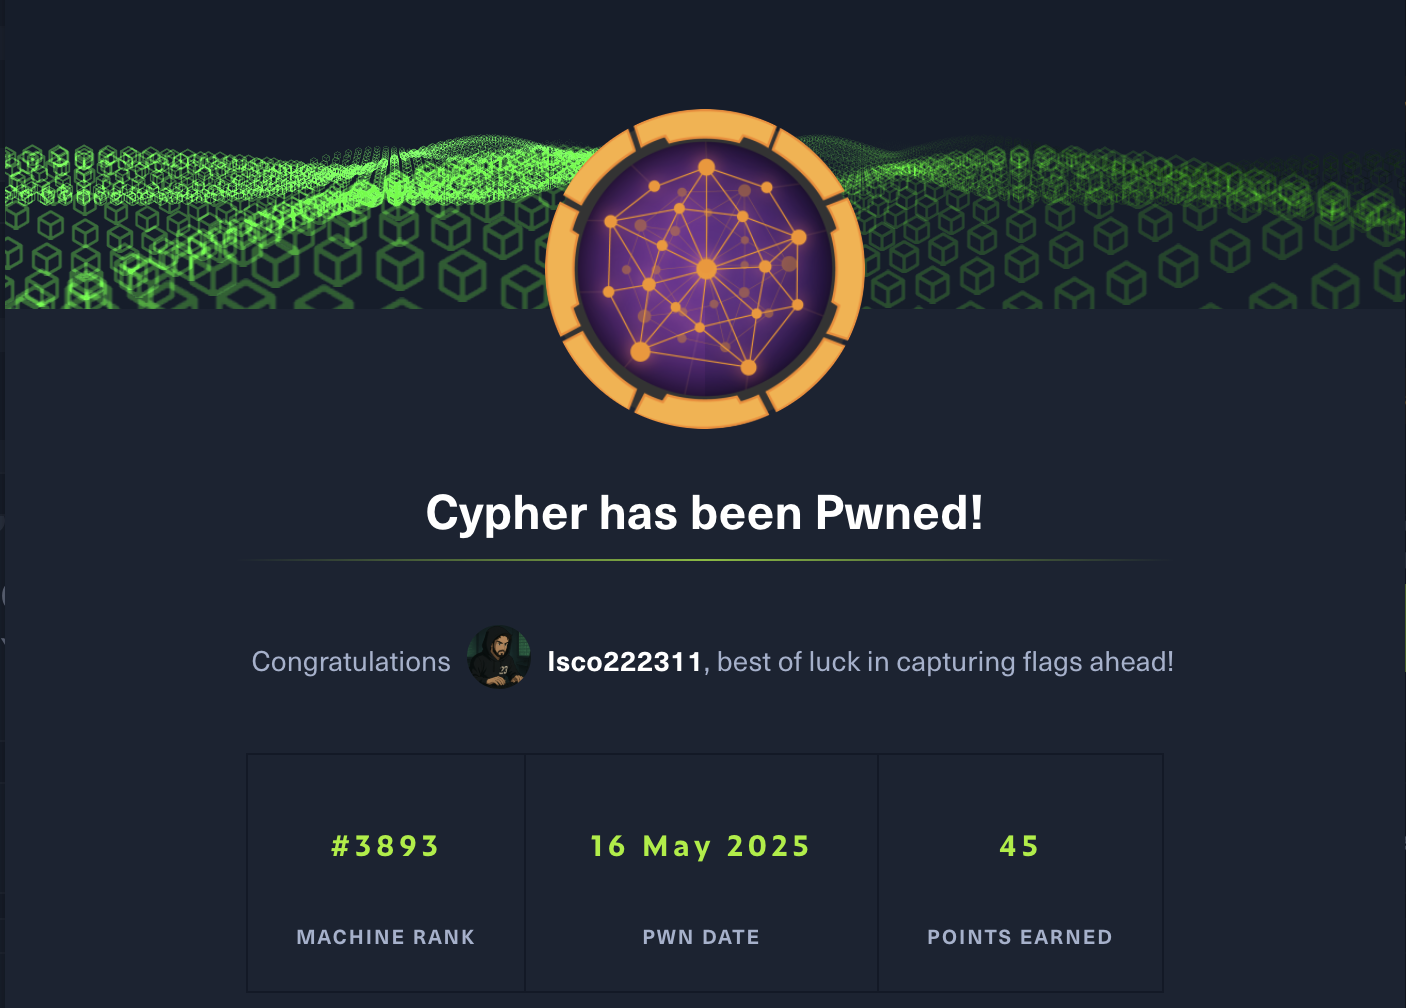 Cypher has been Pwned!
Congratulations lsco222311, best of luck in capturing flags ahead!
#3893
MACHINE RANK
16 May 2025
PWN DATE
45
POINTS EARNED